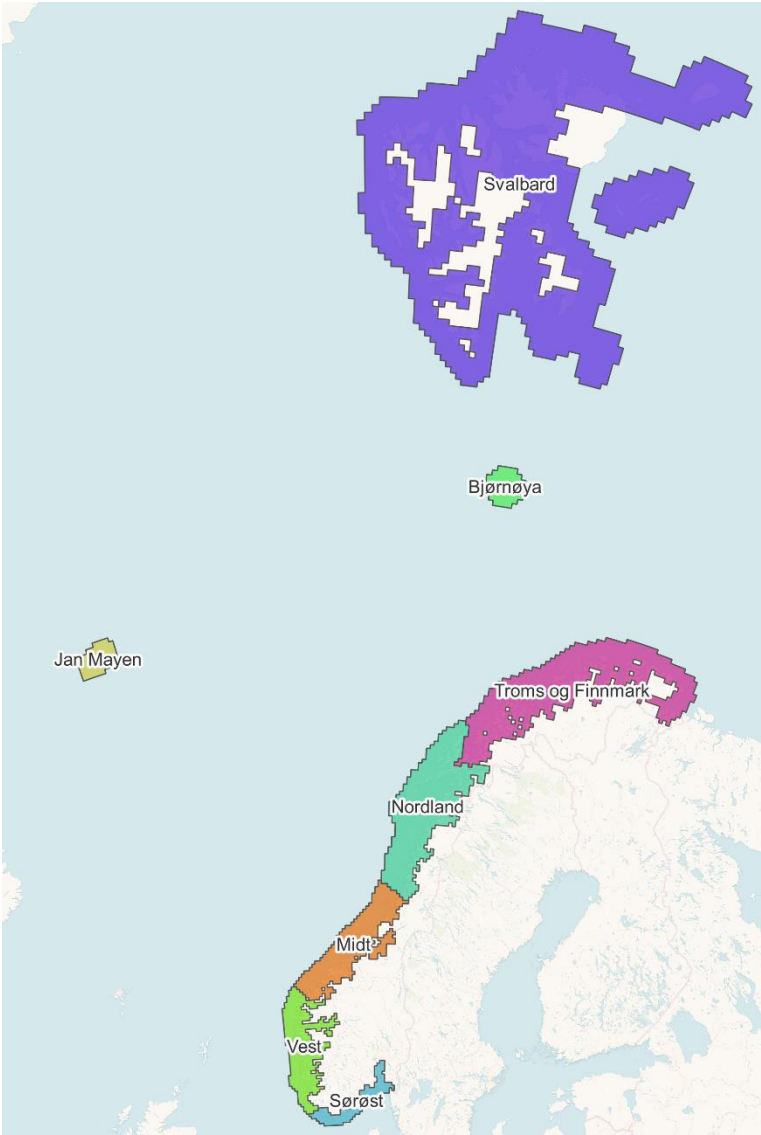 Svalbard
Bjørnøya
Jan Mayen
Troms og Finnmark
Nordland
Midt
Vest
Sørøst